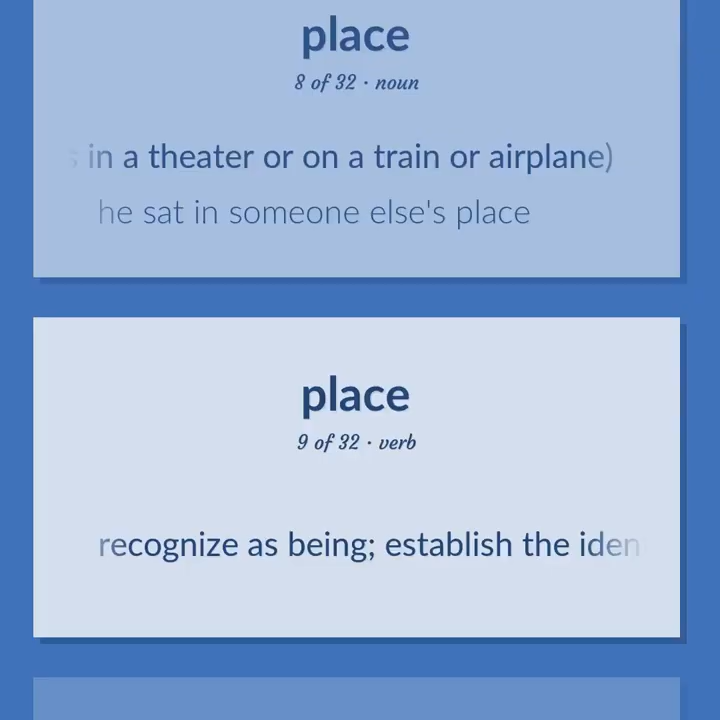 place
8 of 32 · noun
in a theater or on a train or airplane)
he sat in someone else's place
place
9 of 32 · verb
recognize as being; establish the iden